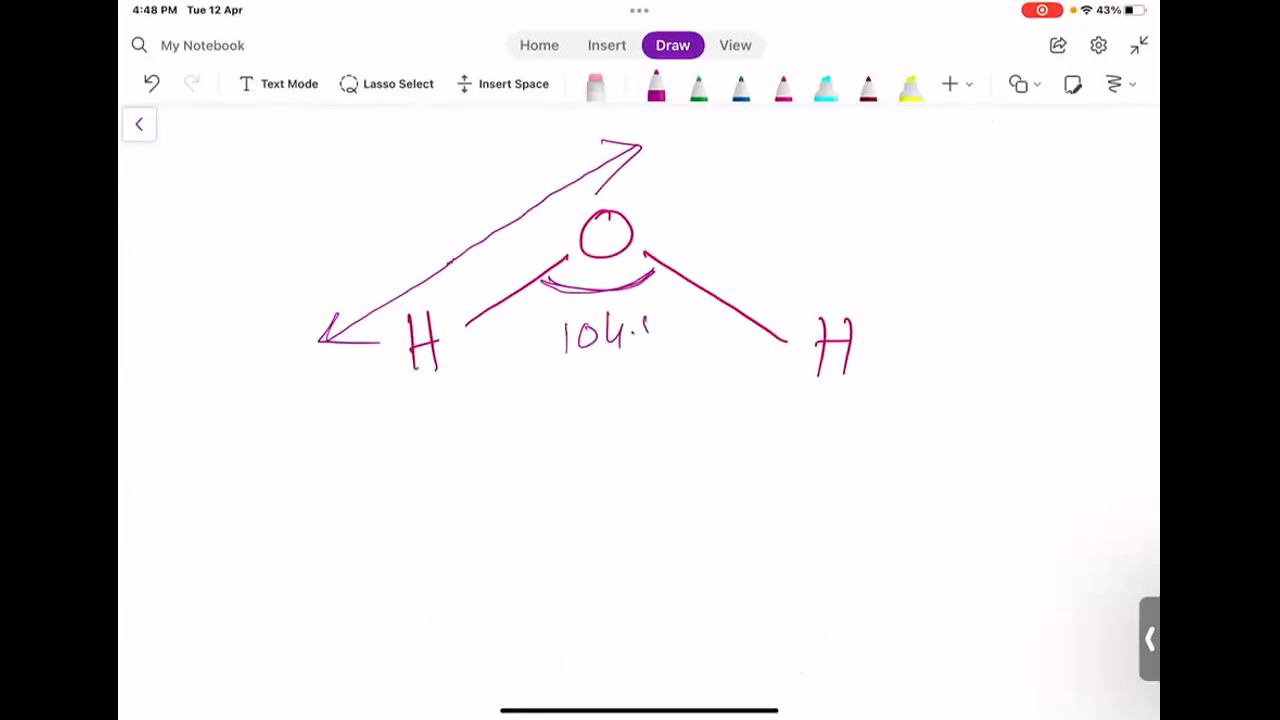 4:48 PM Tue 12 Apr
43%
My Notebook
Home Insert Draw View
Text Mode Lasso Select Insert Space
O
H H
104.